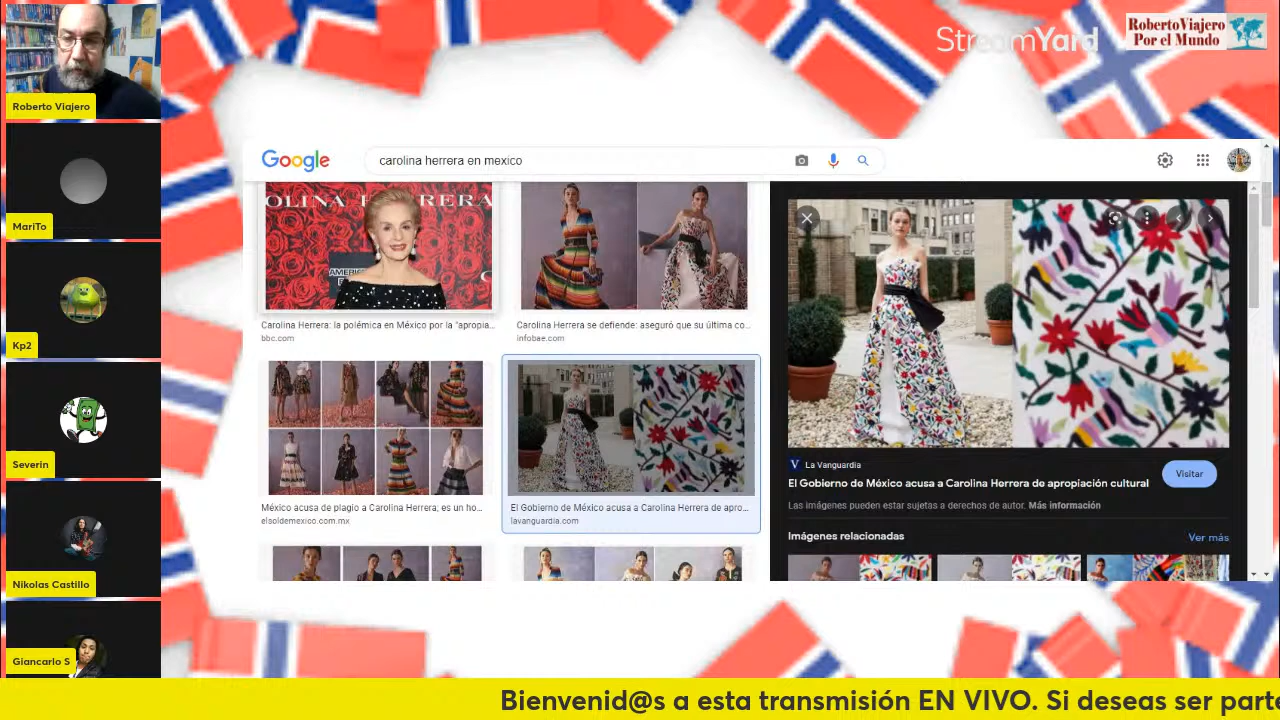 StreamYard
RobertoViajero
Por el Mundo
Roberto Viajero
MariTo
Kp2
Severin
Nikolas Castillo
Giancarlo S
Google
carolina herrera en mexico
OLINA HERRERA
AMERI
Carolina Herrera: la polémica en México por la "apropia...
bbc.com
Carolina Herrera se defiende: aseguró que su última co...
infobae.com
México acusa de plagio a Carolina Herrera; es un ho...
elsoldemexico.com.mx
El Gobierno de México acusa a Carolina Herrera de apro...
lavanguardia.com
V La Vanguardia
El Gobierno de México acusa a Carolina Herrera de apropiación cultural
Visitar
Las imágenes pueden estar sujetas a derechos de autor. Más información
Imágenes relacionadas
Ver más
Bienvenid@s a esta transmisión EN VIVO. Si deseas ser parte